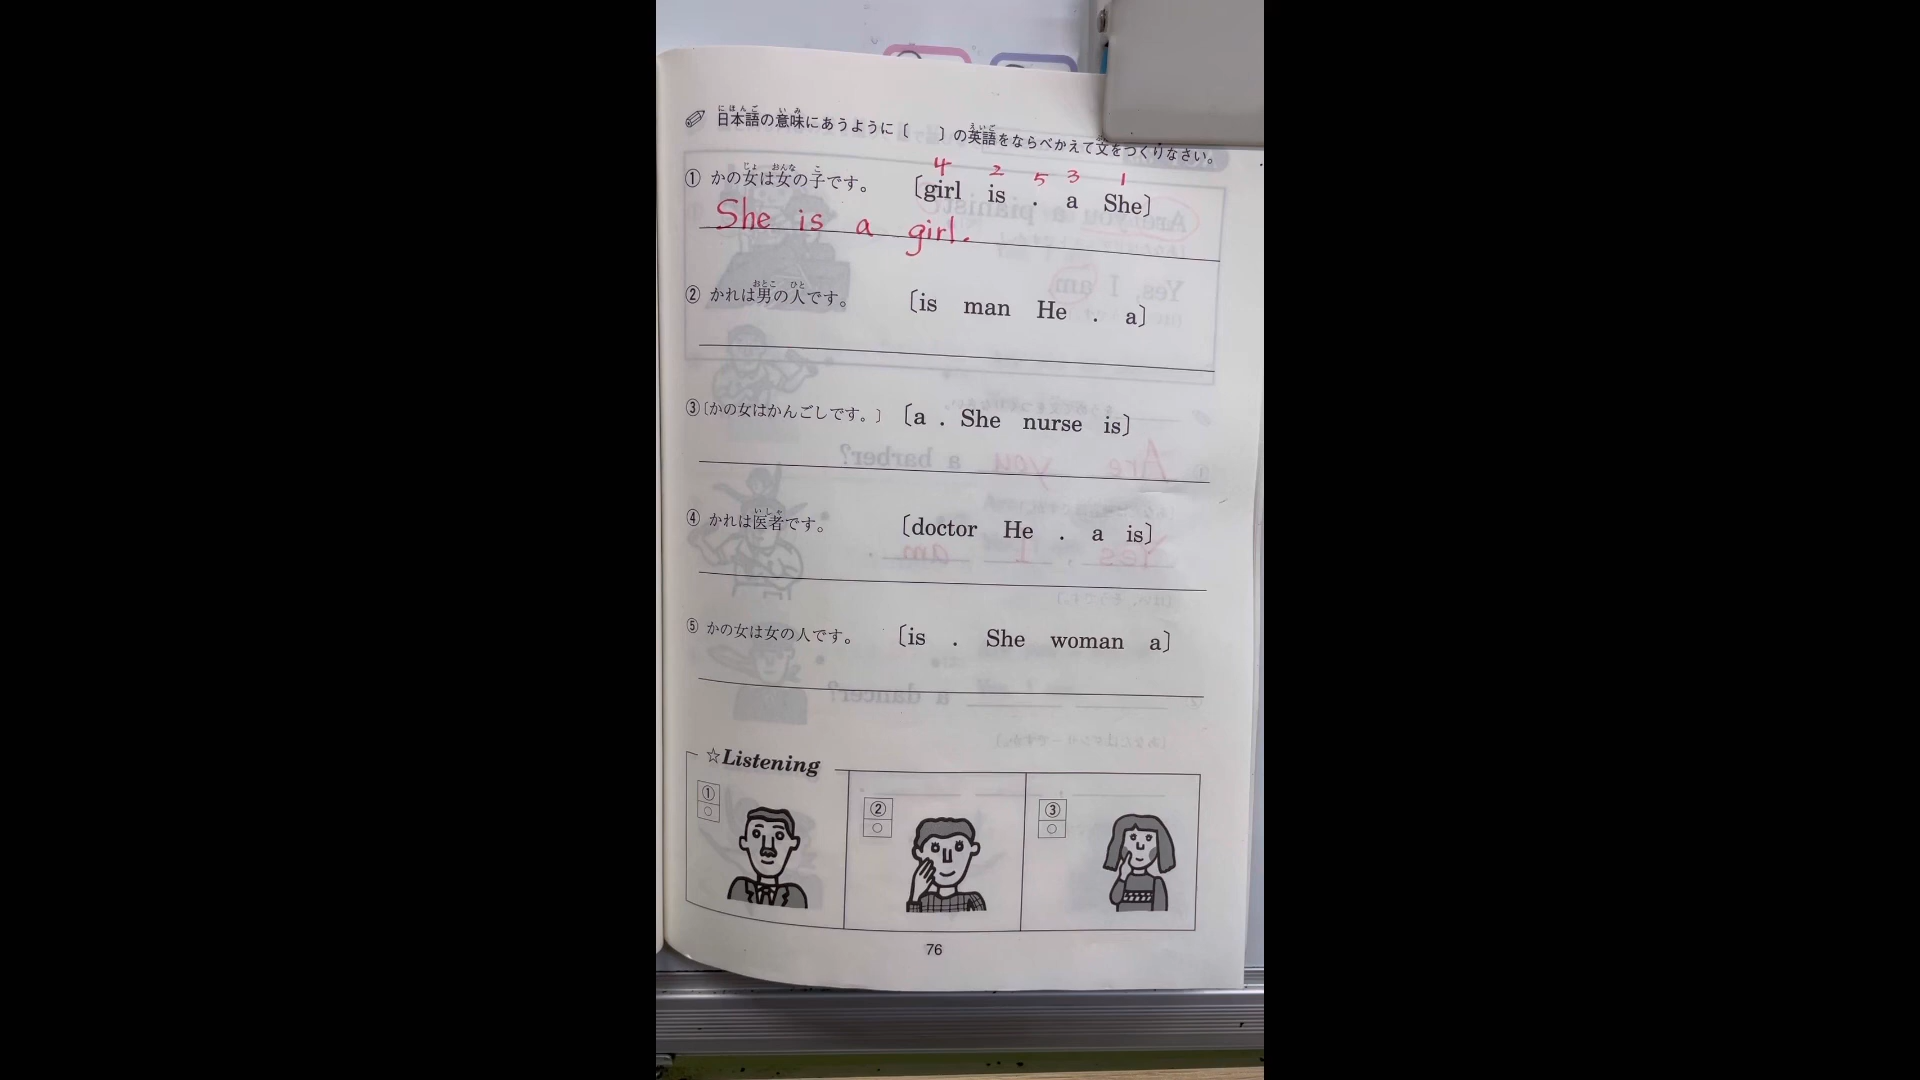 日本語の意味にあうように〔　〕の英語をならべかえて文をつくりなさい。
4 2 5 3 1
① かの女は女の子です。 〔girl is . a She〕
She is a girl.
② かれは男の人です。 〔is man He . a〕
③〔かの女はかんごしです。〕 〔a . She nurse is〕
④ かれは医者です。 〔doctor He . a is〕
⑤ かの女は女の人です。 〔is . She woman a〕
☆Listening
① ② ③
76